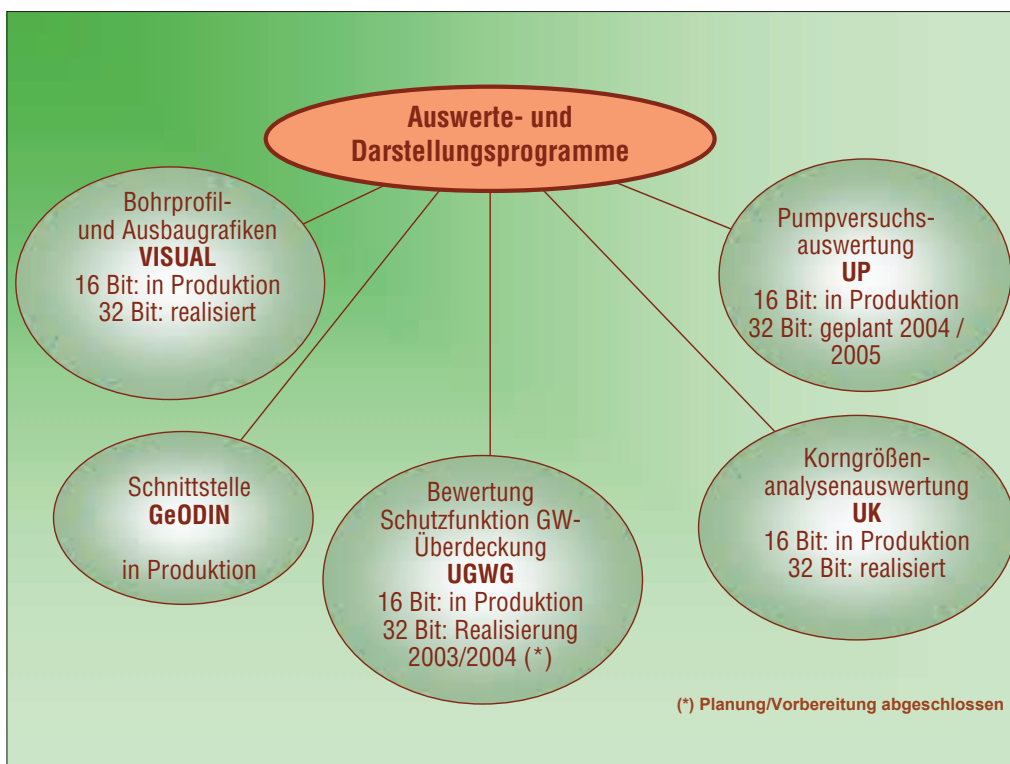 Auswerte- und
Darstellungsprogramme
Bohrprofil-
und Ausbaugrafiken
VISUAL
16 Bit: in Produktion
32 Bit: realisiert
Pumpversuchs-
auswertung
UP
16 Bit: in Produktion
32 Bit: geplant 2004 /
2005
Schnittstelle
GeODIN
in Produktion
Bewertung
Schutzfunktion GW-
Überdeckung
UGWG
16 Bit: in Produktion
32 Bit: Realisierung
2003/2004 (*)
Korngrößen-
analysenauswertung
UK
16 Bit: in Produktion
32 Bit: realisiert
(*) Planung/Vorbereitung abgeschlossen